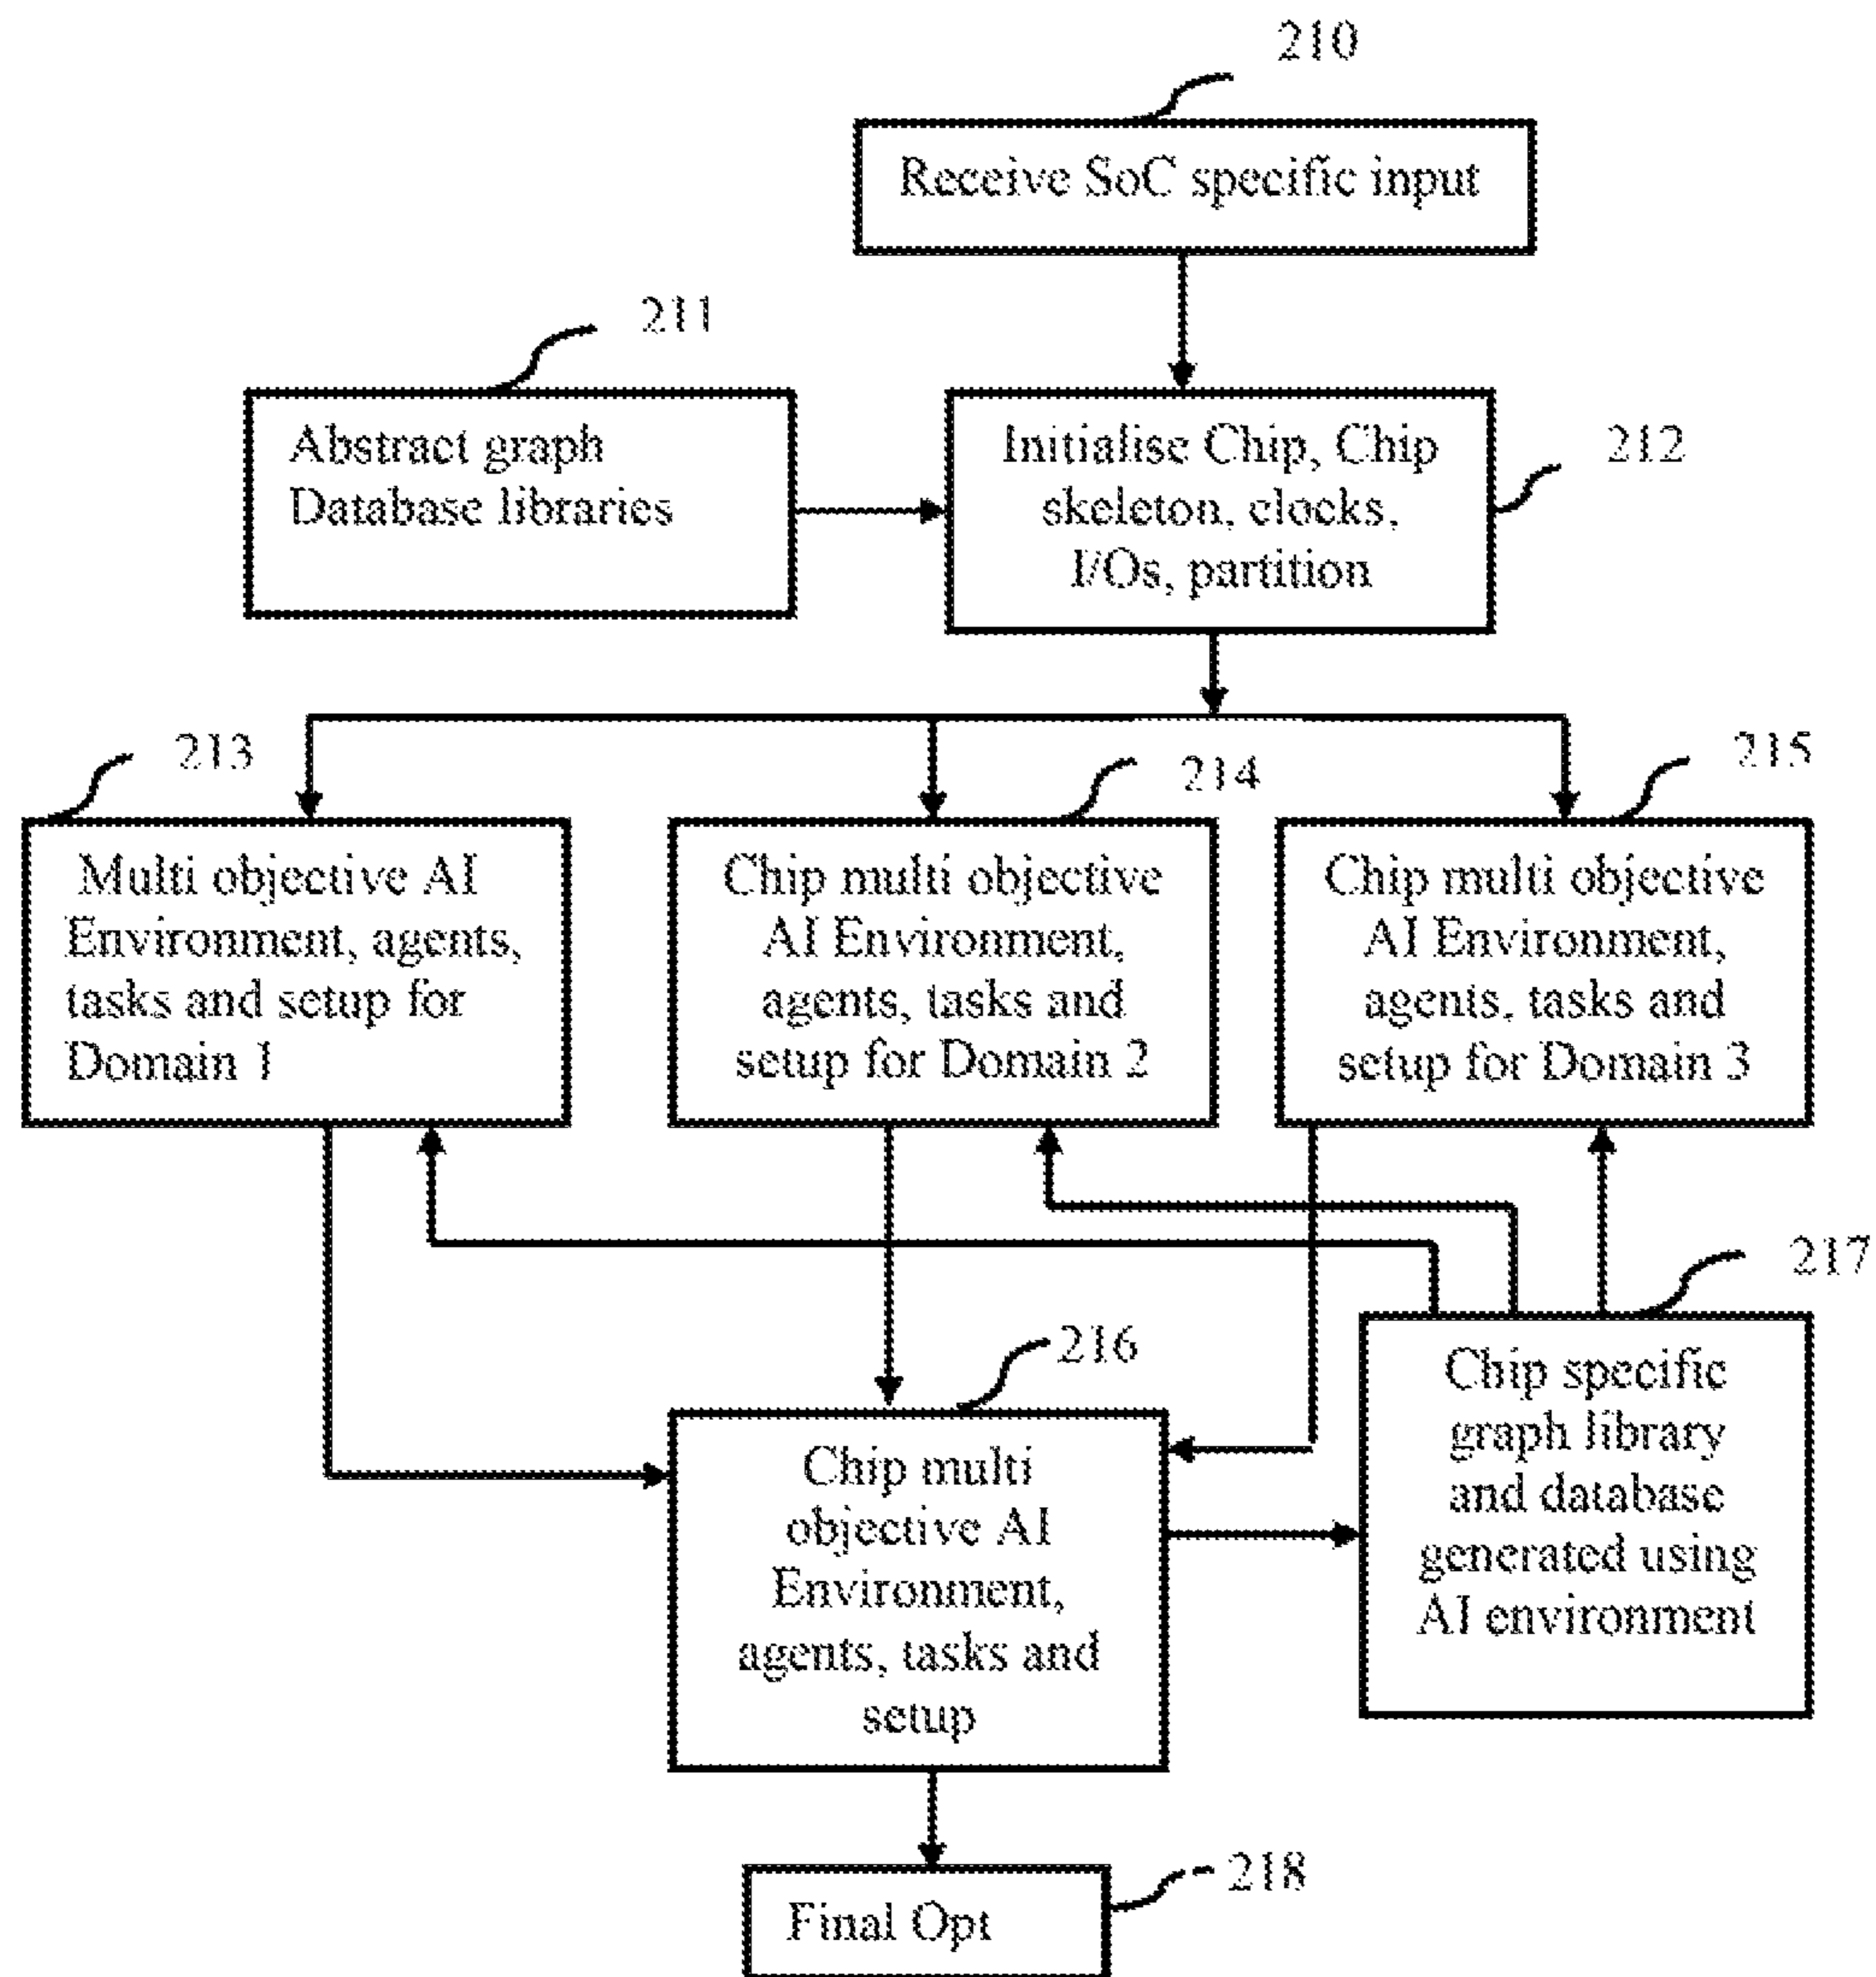 210
Receive SoC specific input
211
Abstract graph
Database libraries
Initialise Chip, Chip
skeleton, clocks,
I/Os, partition
212
213
Multi objective AI
Environment, agents,
tasks and setup for
Domain 1
214
Chip multi objective
AI Environment,
agents, tasks and
setup for Domain 2
215
Chip multi objective
AI Environment,
agents, tasks and
setup for Domain 3
216
Chip multi
objective AI
Environment,
agents, tasks and
setup
217
Chip specific
graph library
and database
generated using
AI environment
218
Final Opt